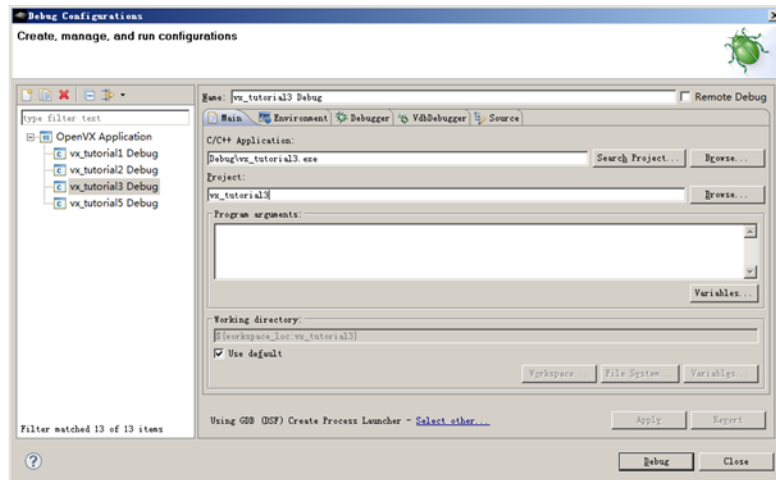 Debug Configurations
Create, manage, and run configurations
type filter text
OpenVX Application
vx_tutorial1 Debug
vx_tutorial2 Debug
vx_tutorial3 Debug
vx_tutorial5 Debug
Filter matched 13 of 13 items
Name: vx_tutorial3 Debug
Remote Debug
Main Environment Debugger VdbDebugger Source
C/C++ Application:
Debug\vx_tutorial3.exe Search Project... Browse...
Project:
vx_tutorial3 Browse...
Program arguments:
Variables...
Working directory:
${workspace_loc:vx_tutorial3}
Use default
Workspace... File System... Variables...
Using GDB (DSF) Create Process Launcher - Select other...
Apply Revert
Debug Close